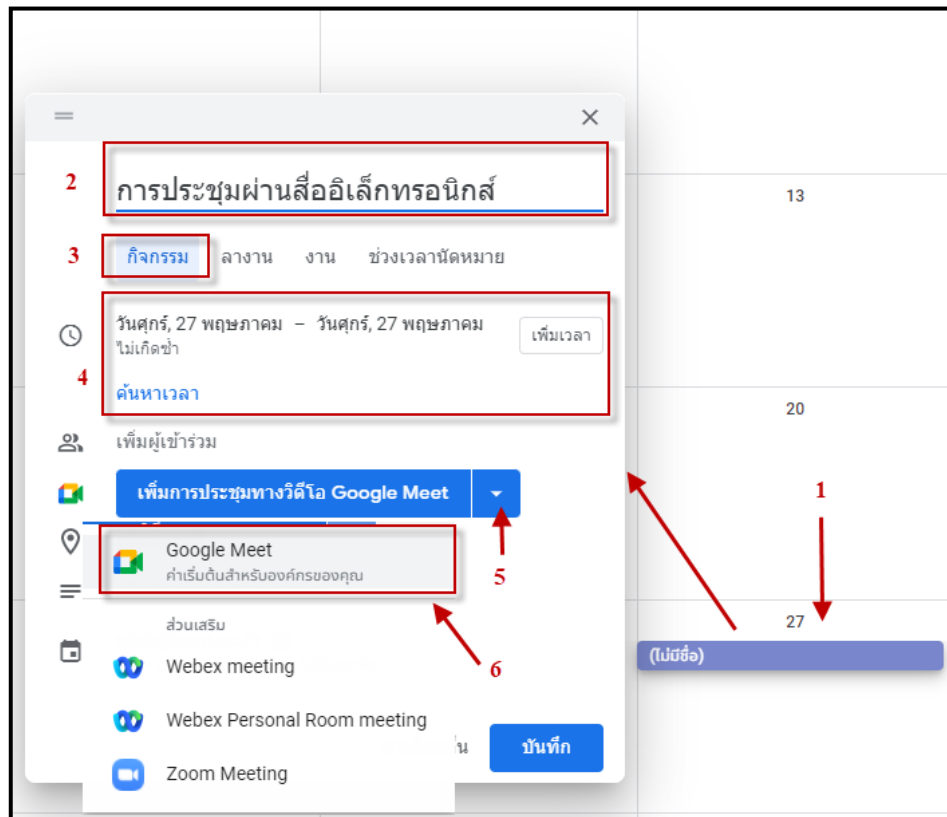 2
การประชุมผ่านสื่ออิเล็กทรอนิกส์
13
3
กิจกรรม ลางาน งาน ช่วงเวลานัดหมาย
วันศุกร์, 27 พฤษภาคม – วันศุกร์, 27 พฤษภาคม
ไม่เกิดซ้ำ
เพิ่มเวลา
4
ค้นหาเวลา
20
เพิ่มผู้เข้าร่วม
เพิ่มการประชุมทางวิดีโอ Google Meet
1
Google Meet
ค่าเริ่มต้นสำหรับองค์กรของคุณ
5
ส่วนเสริม
27
(ไม่มีชื่อ)
Webex meeting
6
Webex Personal Room meeting
บันทึก
Zoom Meeting